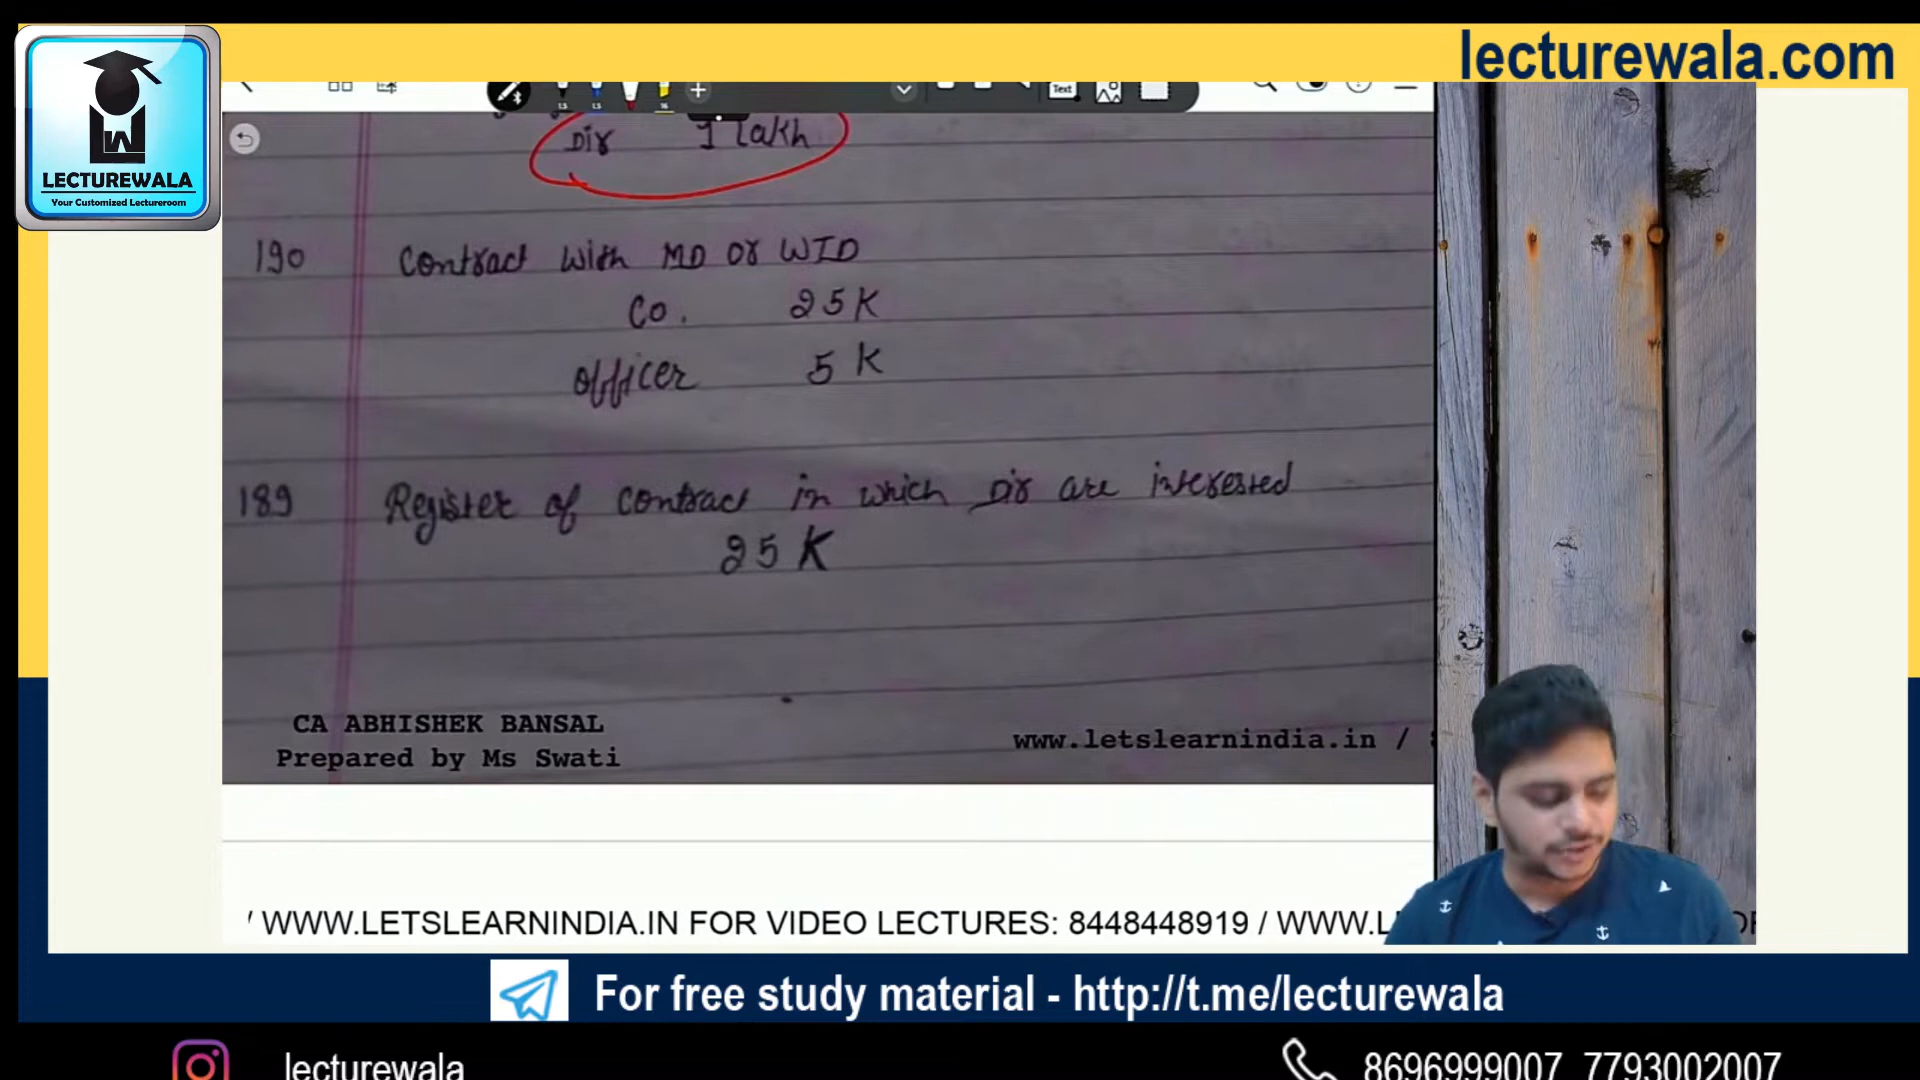 lecturewala.com
LECTUREWALA
Your Customized Lectureroom
Text
Dir 1 lakh
190 Contract with MD or WTD
Co. 25K
Officer 5K
189 Register of contract in which Dir are interested
25K
CA ABHISHEK BANSAL
Prepared by Ms Swati
www.letslearnindia.in /
/ WWW.LETSLEARNINDIA.IN FOR VIDEO LECTURES: 8448448919 / WWW.L
For free study material - http://t.me/lecturewala
lecturewala
8696999007, 7793002007